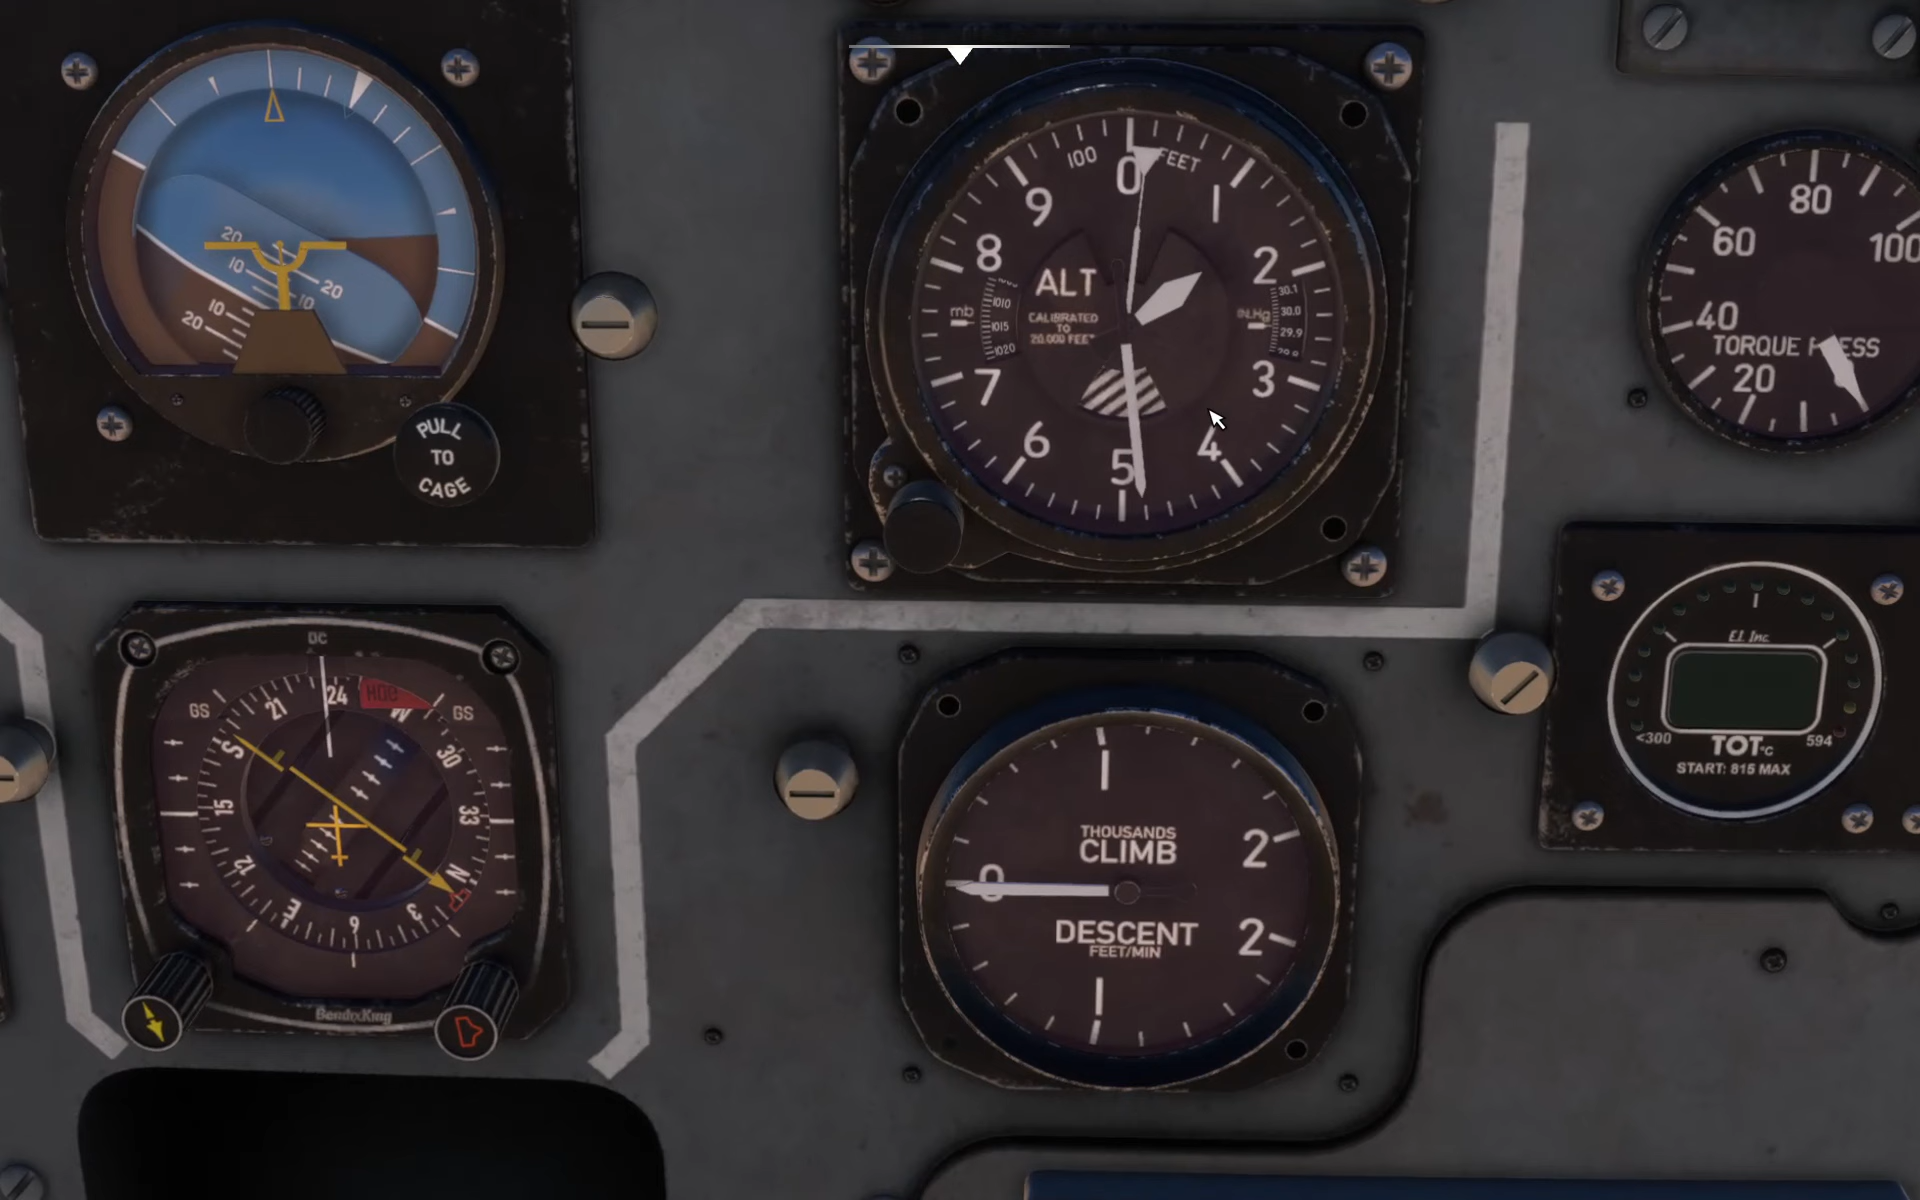 20
10
20
10
10
20
PULL
TO
CAGE
100 FEET
0
1
2
3
4
5
6
7
8
9
ALT
CALIBRATED
TO
20,000 FEET
mb
1010
1015
1020
IN.Hg
30.1
30.0
29.9
20
40
60
80
100
DC
GS
GS
HDG
21
24
W
30
33
N
3
6
E
12
15
S
BendixKing
THOUSANDS
CLIMB
DESCENT
FEET/MIN
0
2
2
E.I. Inc.
<300
TOT°C
594
START: 815 MAX